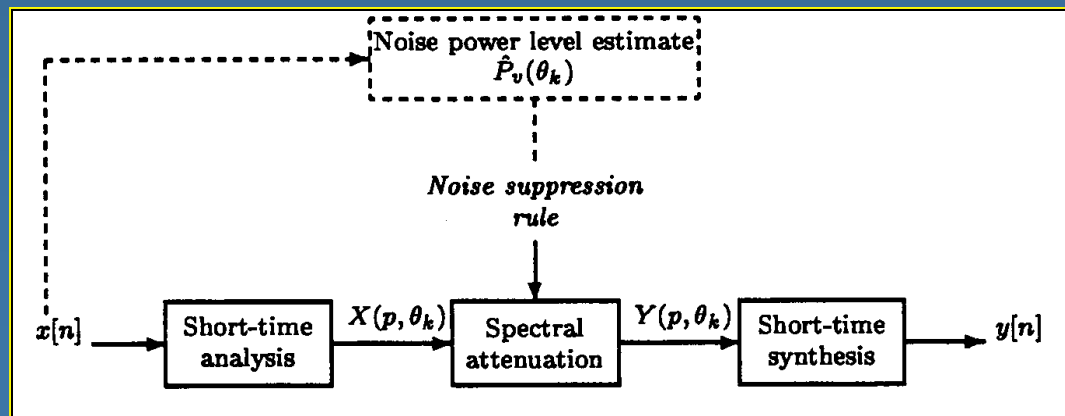 Noise power level estimate
P̂ᵥ(θₖ)
Noise suppression
rule
x[n]
Short-time
analysis
X(p, θₖ)
Spectral
attenuation
Y(p, θₖ)
Short-time
synthesis
y[n]